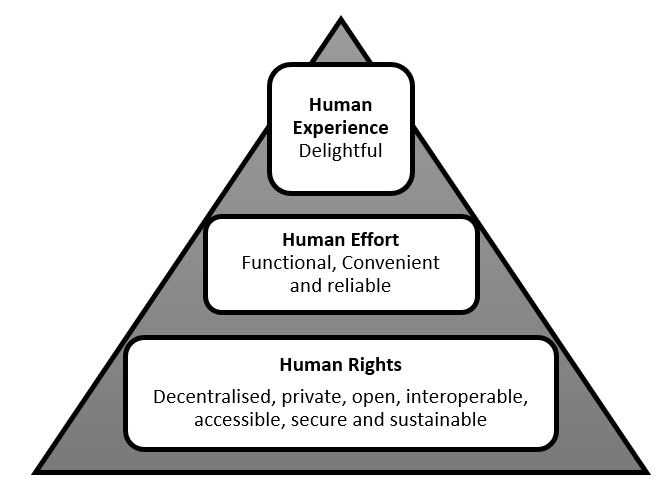 Human
Experience
Delightful
Human Effort
Functional, Convenient
and reliable
Human Rights
Decentralised, private, open, interoperable,
accessible, secure and sustainable